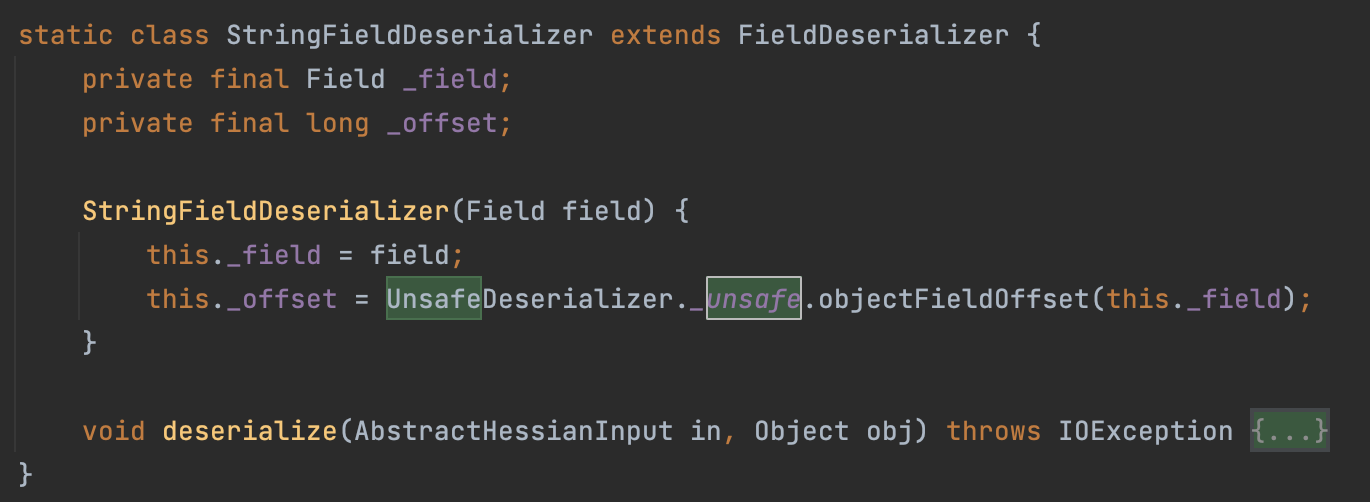 static class StringFieldDeserializer extends FieldDeserializer {
    private final Field _field;
    private final long _offset;
    StringFieldDeserializer(Field field) {
        this._field = field;
        this._offset = UnsafeDeserializer._unsafe.objectFieldOffset(this._field);
    }
    void deserialize(AbstractHessianInput in, Object obj) throws IOException {...}
}